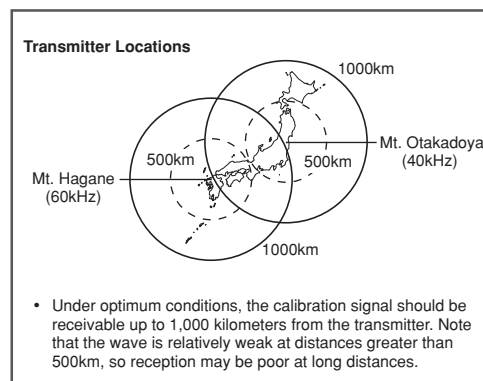 Transmitter Locations
1000km
500km
Mt. Otakadoya
(40kHz)
500km
Mt. Hagane
(60kHz)
1000km
• Under optimum conditions, the calibration signal should be
receivable up to 1,000 kilometers from the transmitter. Note
that the wave is relatively weak at distances greater than
500km, so reception may be poor at long distances.